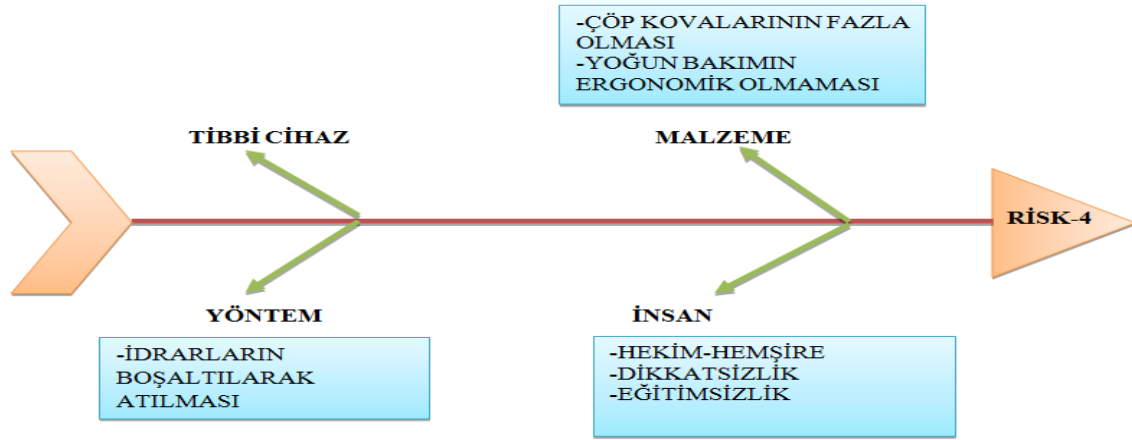 -ÇÖP KOVALARININ FAZLA
OLMASI
-YOĞUN BAKIMIN
ERGONOMİK OLMAMASI
TİBBİ CİHAZ
MALZEME
RİSK-4
YÖNTEM
İNSAN
-İDRARLARIN
BOŞALTILARAK
ATILMASI
-HEKİM-HEMŞİRE
-DİKKATSİZLİK
-EĞİTİMSİZLİK